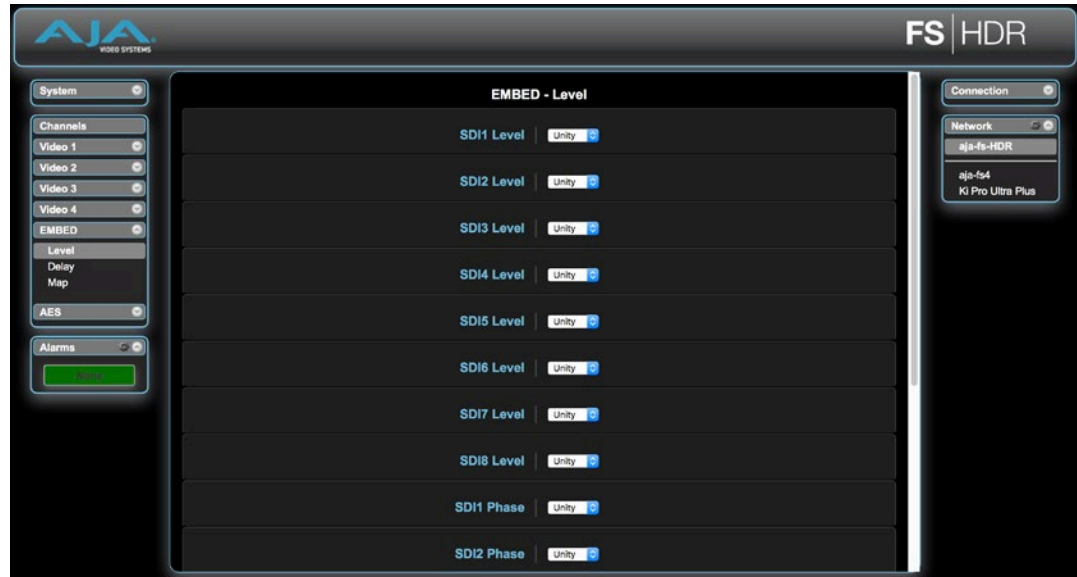 AJA
VIDEO SYSTEMS
FS HDR
System
Channels
Video 1
Video 2
Video 3
Video 4
EMBED
Level
Delay
Map
AES
Alarms
None
EMBED - Level
SDI1 Level Unity
SDI2 Level Unity
SDI3 Level Unity
SDI4 Level Unity
SDI5 Level Unity
SDI6 Level Unity
SDI7 Level Unity
SDI8 Level Unity
SDI1 Phase Unity
SDI2 Phase Unity
Connection
Network
aja-fs-HDR
aja-fs4
Ki Pro Ultra Plus